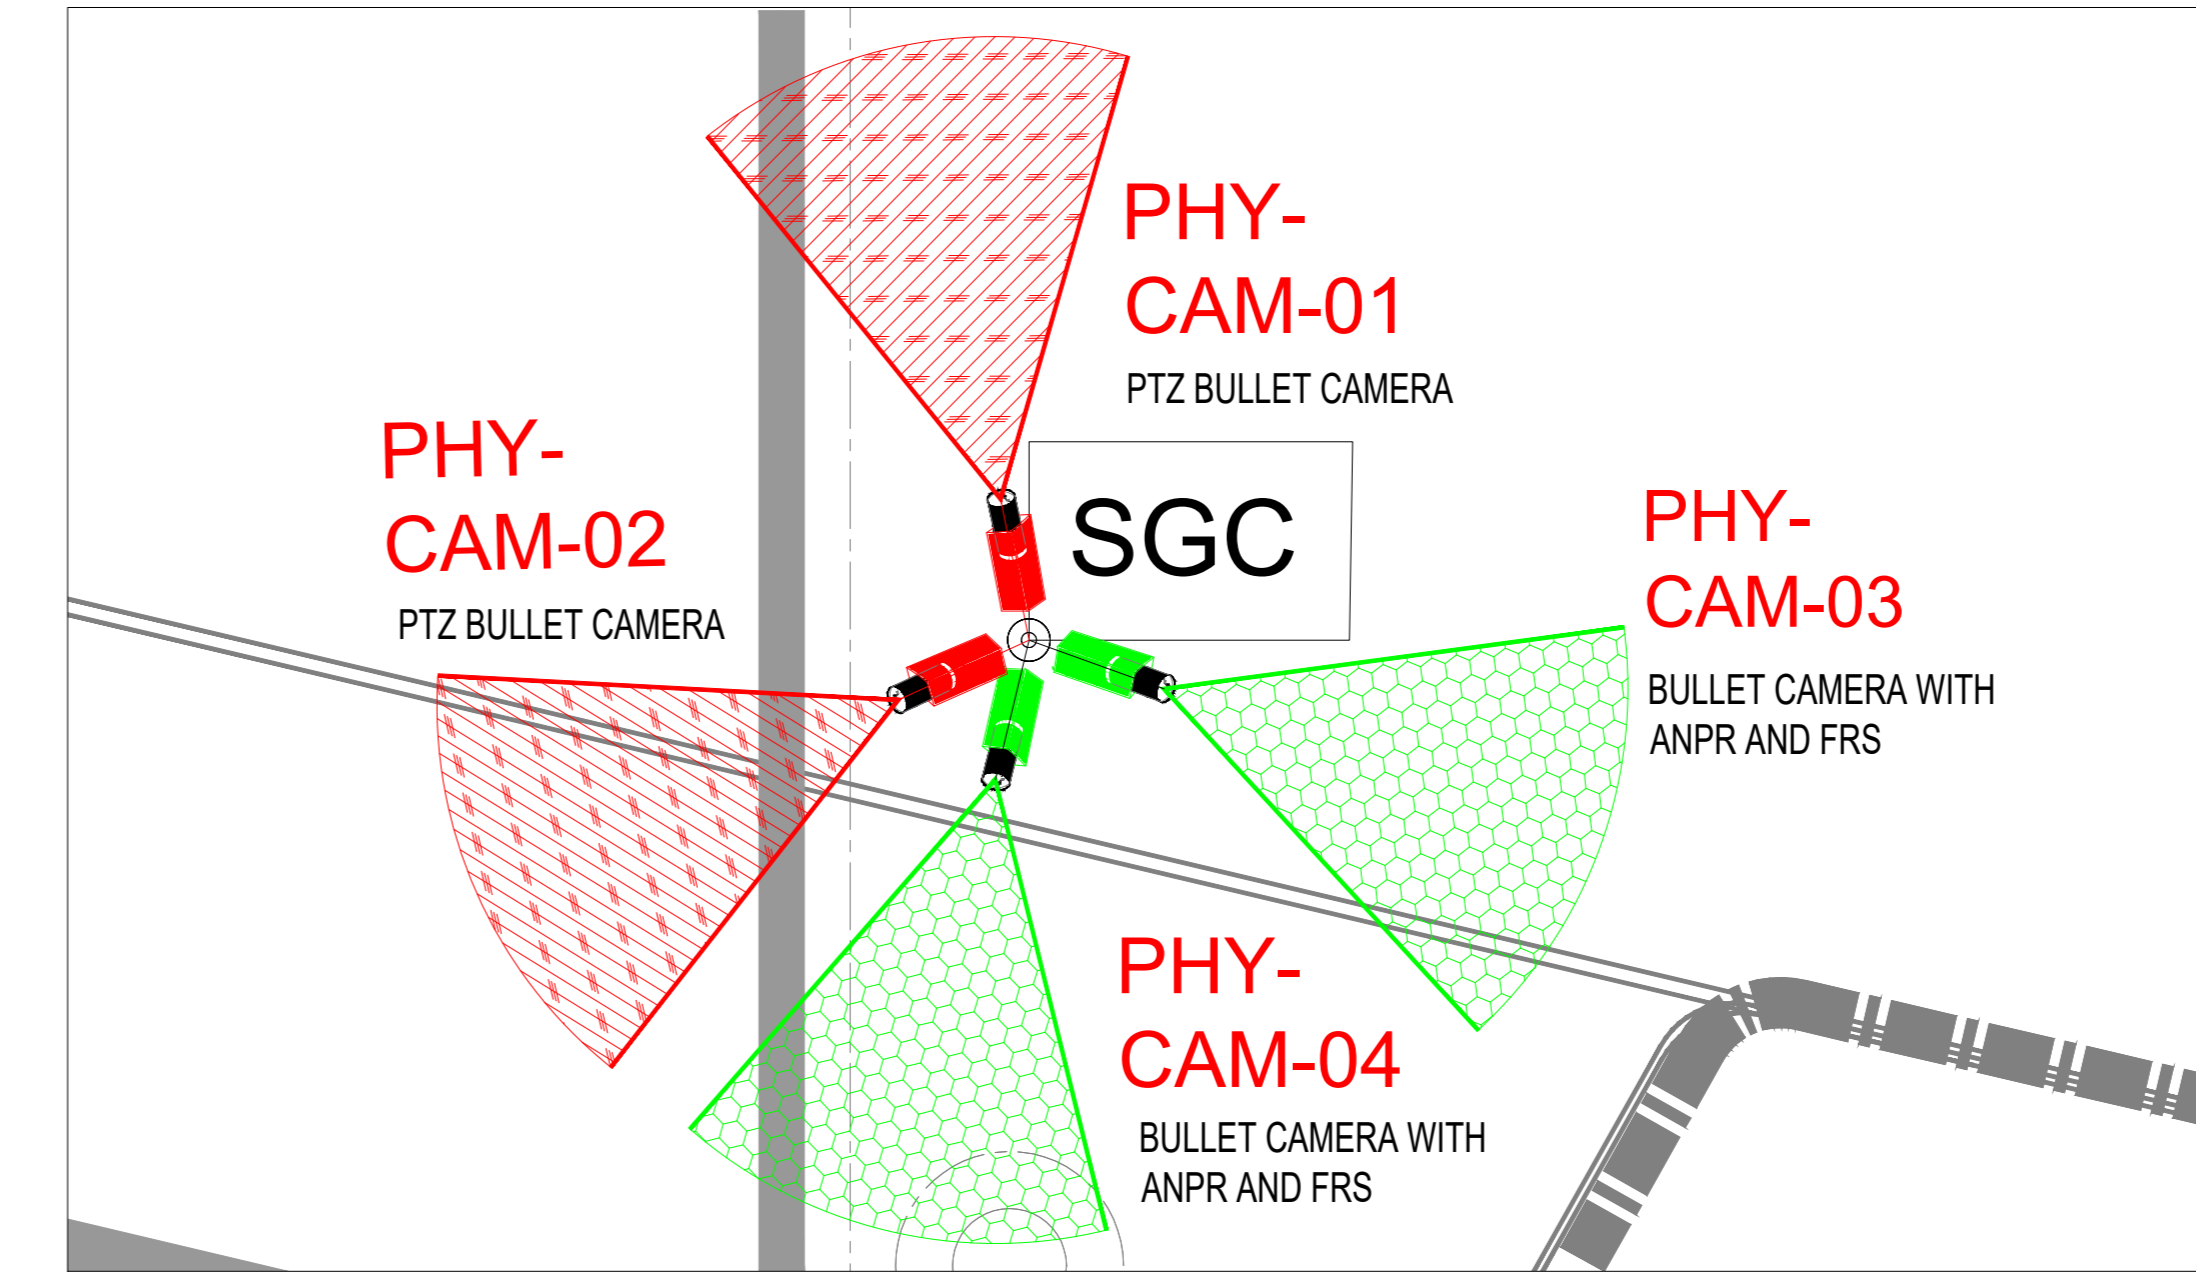 PHY-
CAM-01
PTZ BULLET CAMERA
PHY-
CAM-02
PTZ BULLET CAMERA
SGC
PHY-
CAM-03
BULLET CAMERA WITH
ANPR AND FRS
PHY-
CAM-04
BULLET CAMERA WITH
ANPR AND FRS